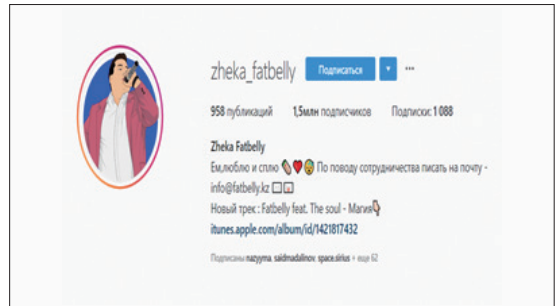 zheka_fatbelly Подписаться
958 публикаций 1,5млн подписчиков Подписки: 1 088
Zheka Fatbelly
Ем,люблю и сплю По поводу сотрудничества писать на почту -
info@fatbelly.kz
Новый трек : Fatbelly feat. The soul - Магия
itunes.apple.com/album/id/1421817432
Подписаны nazyyma, saidmadalinov, space.sirius + еще 62